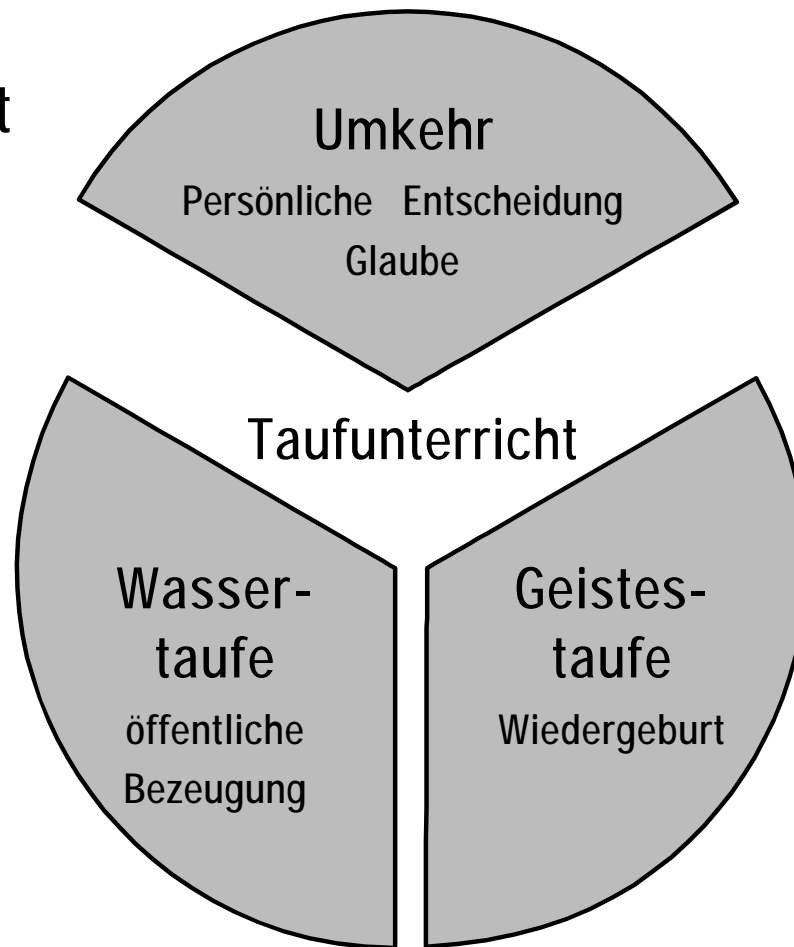 t
Umkehr
Persönliche Entscheidung
Glaube
Taufunterricht
Wasser-
taufe
öffentliche
Bezeugung
Geistes-
taufe
Wiedergeburt